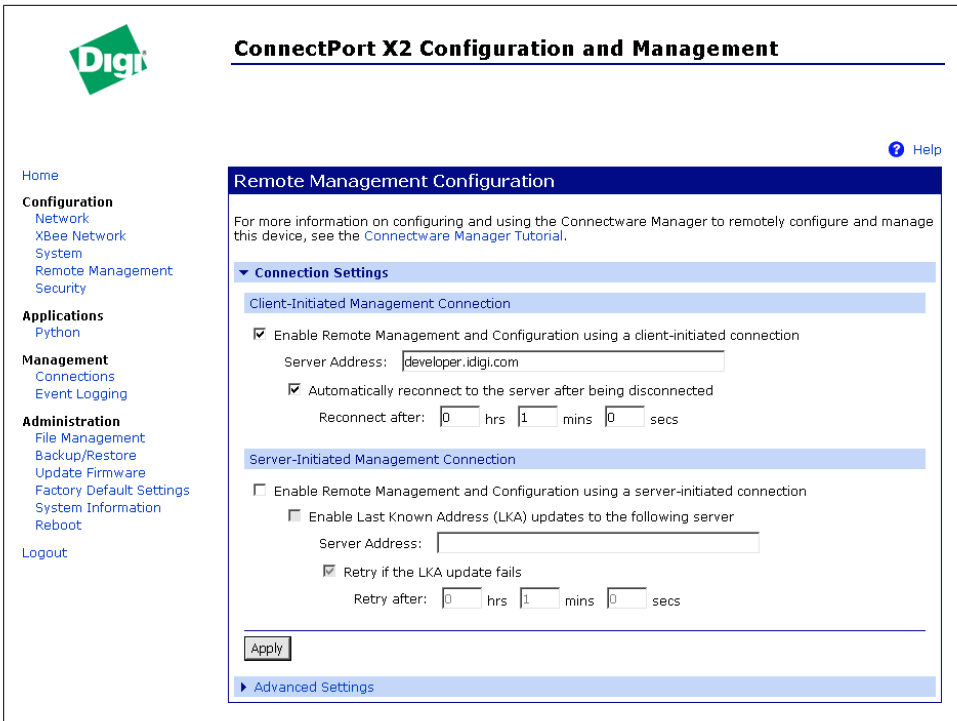 Digi
ConnectPort X2 Configuration and Management
Help
Home
Configuration
Network
XBee Network
System
Remote Management
Security
Applications
Python
Management
Connections
Event Logging
Administration
File Management
Backup/Restore
Update Firmware
Factory Default Settings
System Information
Reboot
Logout
Remote Management Configuration
For more information on configuring and using the Connectware Manager to remotely configure and manage
this device, see the Connectware Manager Tutorial.
Connection Settings
Client-Initiated Management Connection
Enable Remote Management and Configuration using a client-initiated connection
Server Address: developer.idigi.com
Automatically reconnect to the server after being disconnected
Reconnect after: 0 hrs 1 mins 0 secs
Server-Initiated Management Connection
Enable Remote Management and Configuration using a server-initiated connection
Enable Last Known Address (LKA) updates to the following server
Server Address:
Retry if the LKA update fails
Retry after: 0 hrs 1 mins 0 secs
Apply
Advanced Settings